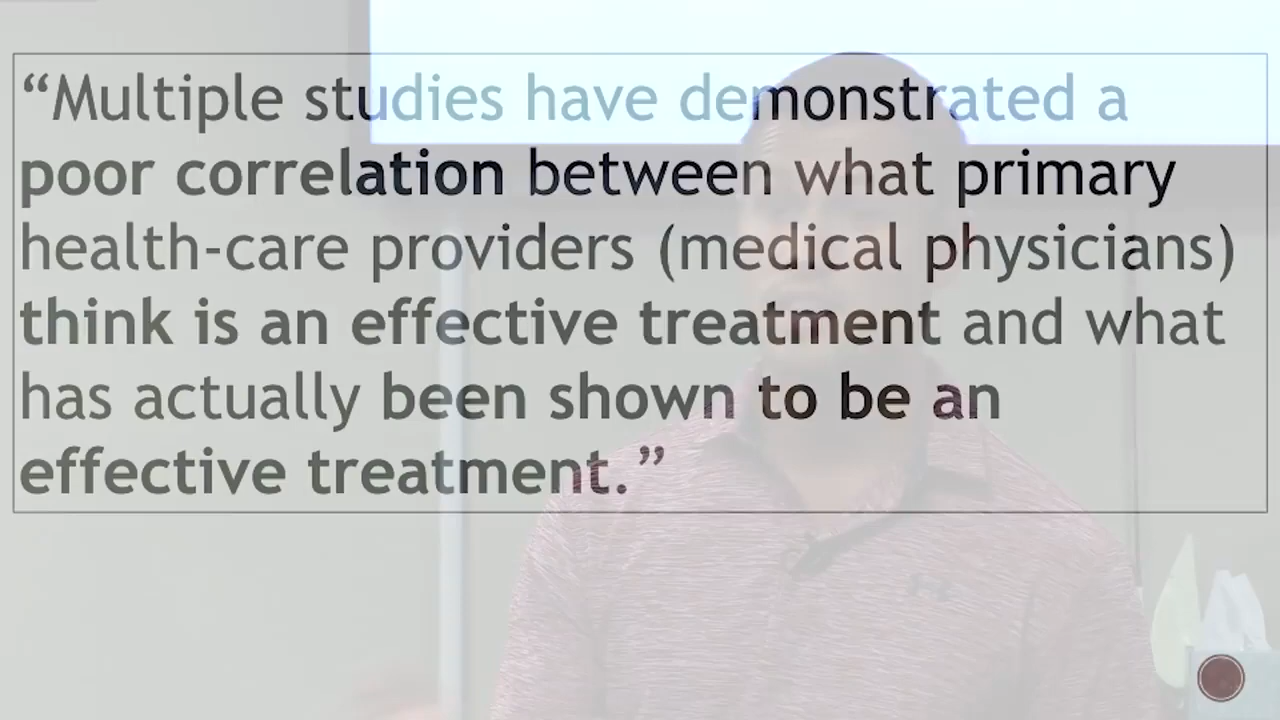 “Multiple studies have demonstrated a
poor correlation between what primary
health-care providers (medical physicians)
think is an effective treatment and what
has actually been shown to be an
effective treatment.”